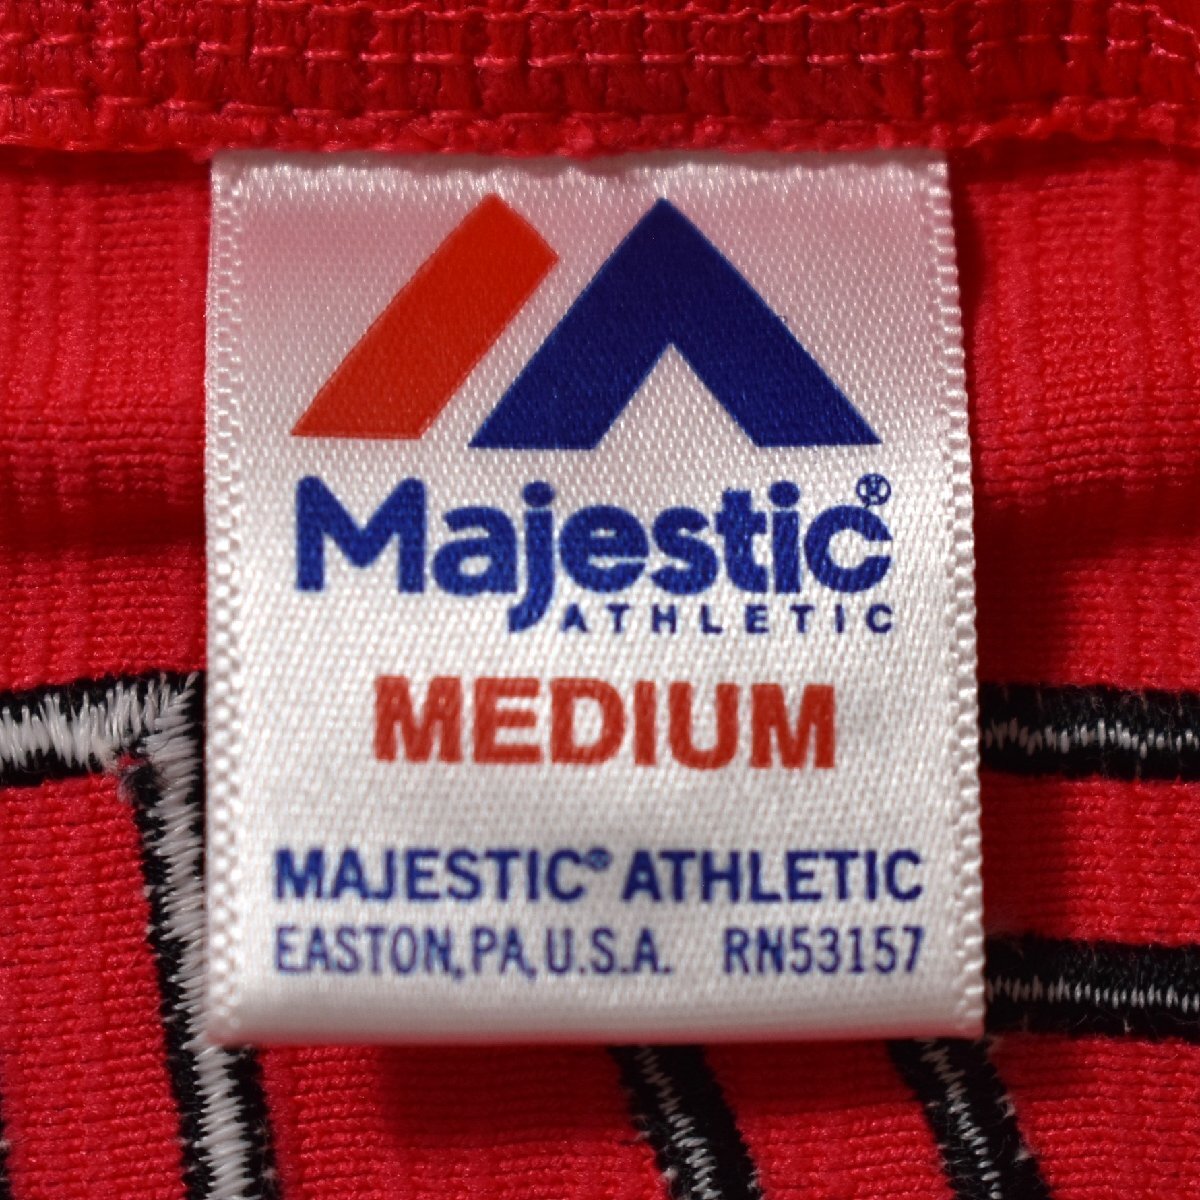 Majestic®
ATHLETIC
MEDIUM
MAJESTIC® ATHLETIC
EASTON, PA, U.S.A. RN53157